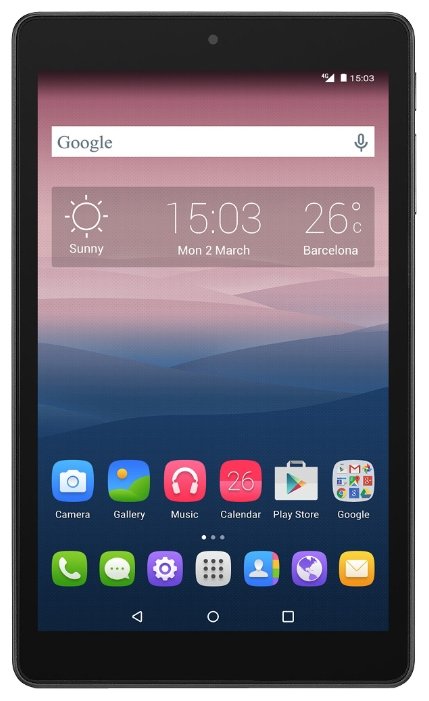 4G 15:03
Google
15:03 26°c
Sunny Mon 2 March Barcelona
26
Camera Gallery Music Calendar Play Store Google